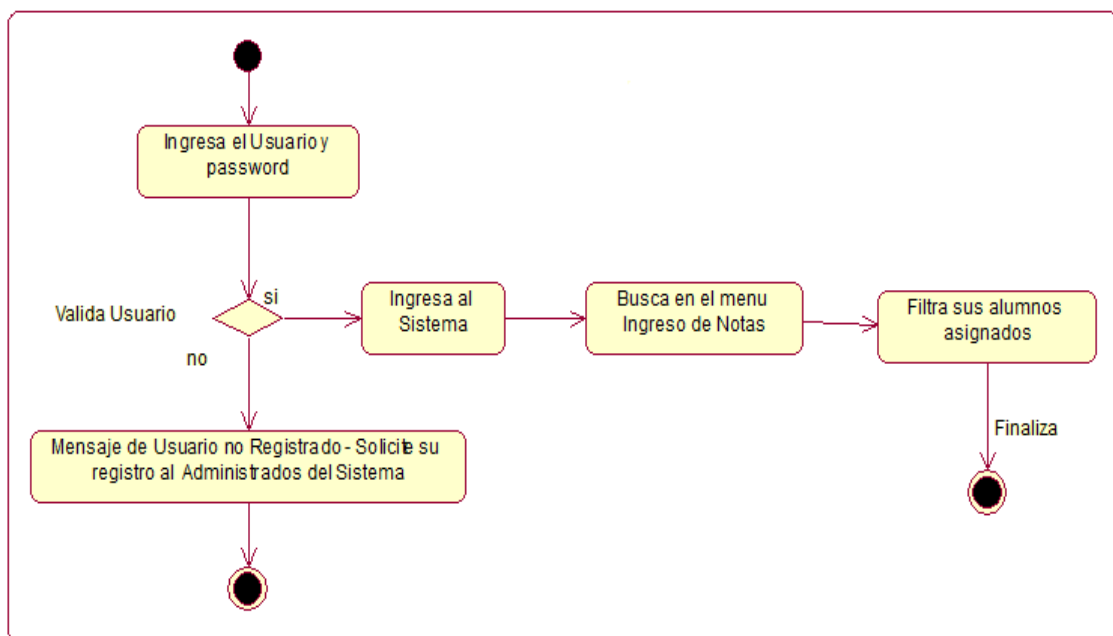 Ingresa el Usuario y
password
Valida Usuario
si
no
Ingresa al
Sistema
Busca en el menu
Ingreso de Notas
Filtra sus alumnos
asignados
Finaliza
Mensaje de Usuario no Registrado - Solicite su
registro al Administrados del Sistema